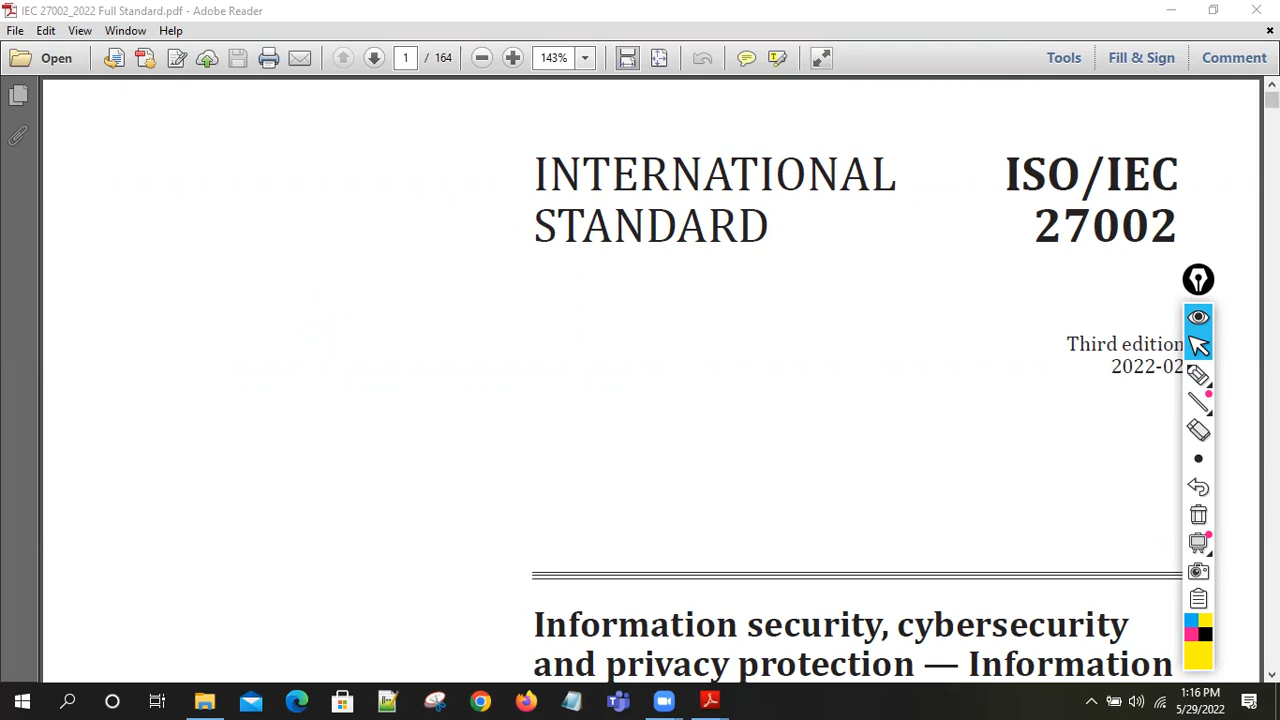 IEC 27002_2022 Full Standard.pdf - Adobe Reader
File Edit View Window Help
Open 1 / 164 143% Tools Fill & Sign Comment
INTERNATIONAL STANDARD
ISO/IEC 27002
Third edition
2022-02
Information security, cybersecurity
and privacy protection — Information
1:16 PM
5/29/2022